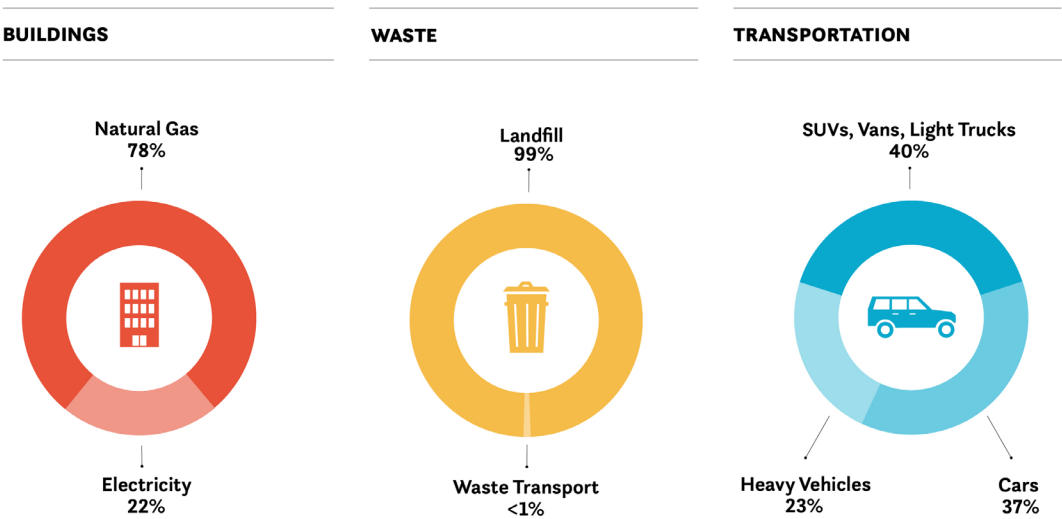 BUILDINGS
Natural Gas
78%
Electricity
22%
WASTE
Landfill
99%
Waste Transport
<1%
TRANSPORTATION
SUVs, Vans, Light Trucks
40%
Heavy Vehicles
23%
Cars
37%